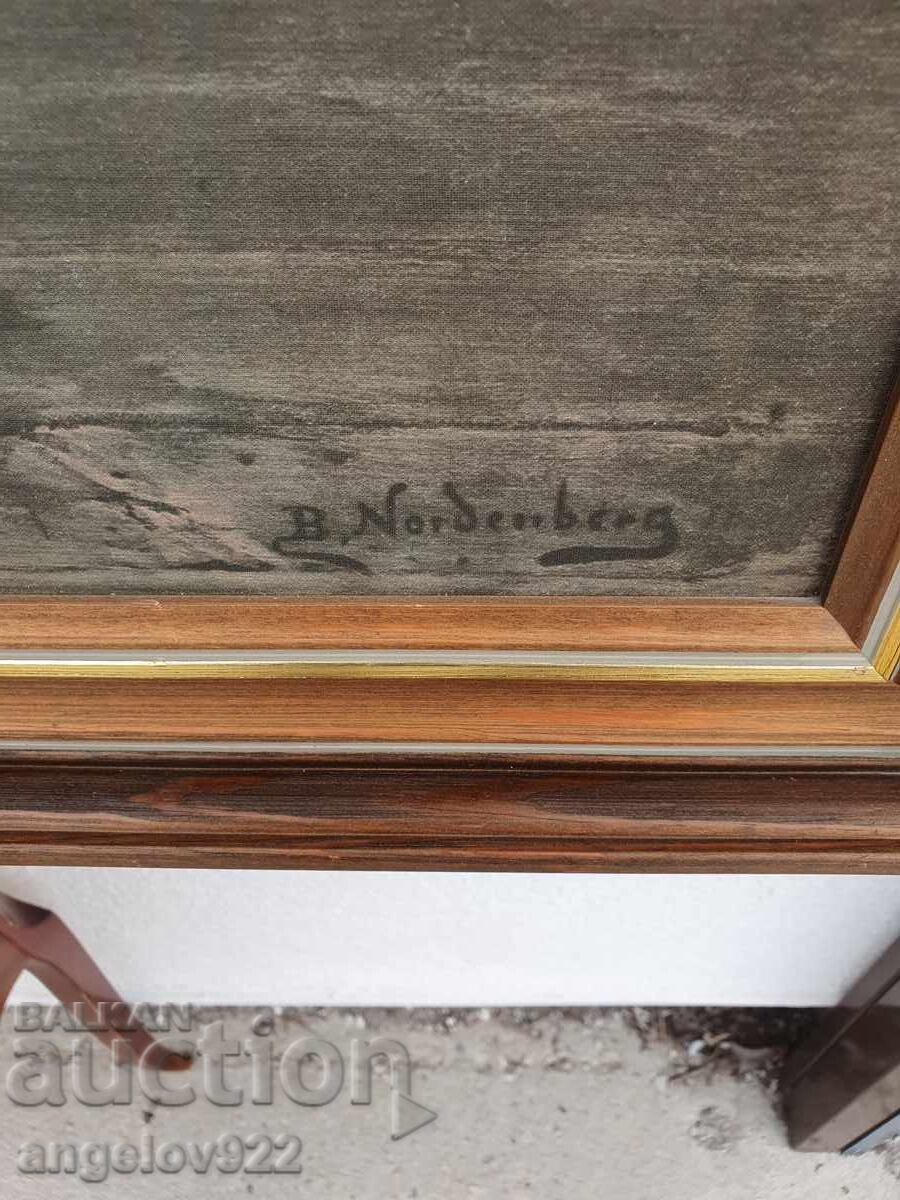 B. Nordenberg
BALKAN
auction
angelov922